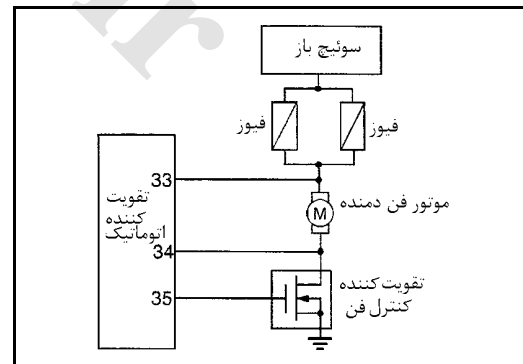 سوئیچ باز
فیوز
فیوز
33
تقویت
کننده
اتوماتیک
موتور فن دمنده
M
34
تقویت کننده
کنترل فن
35